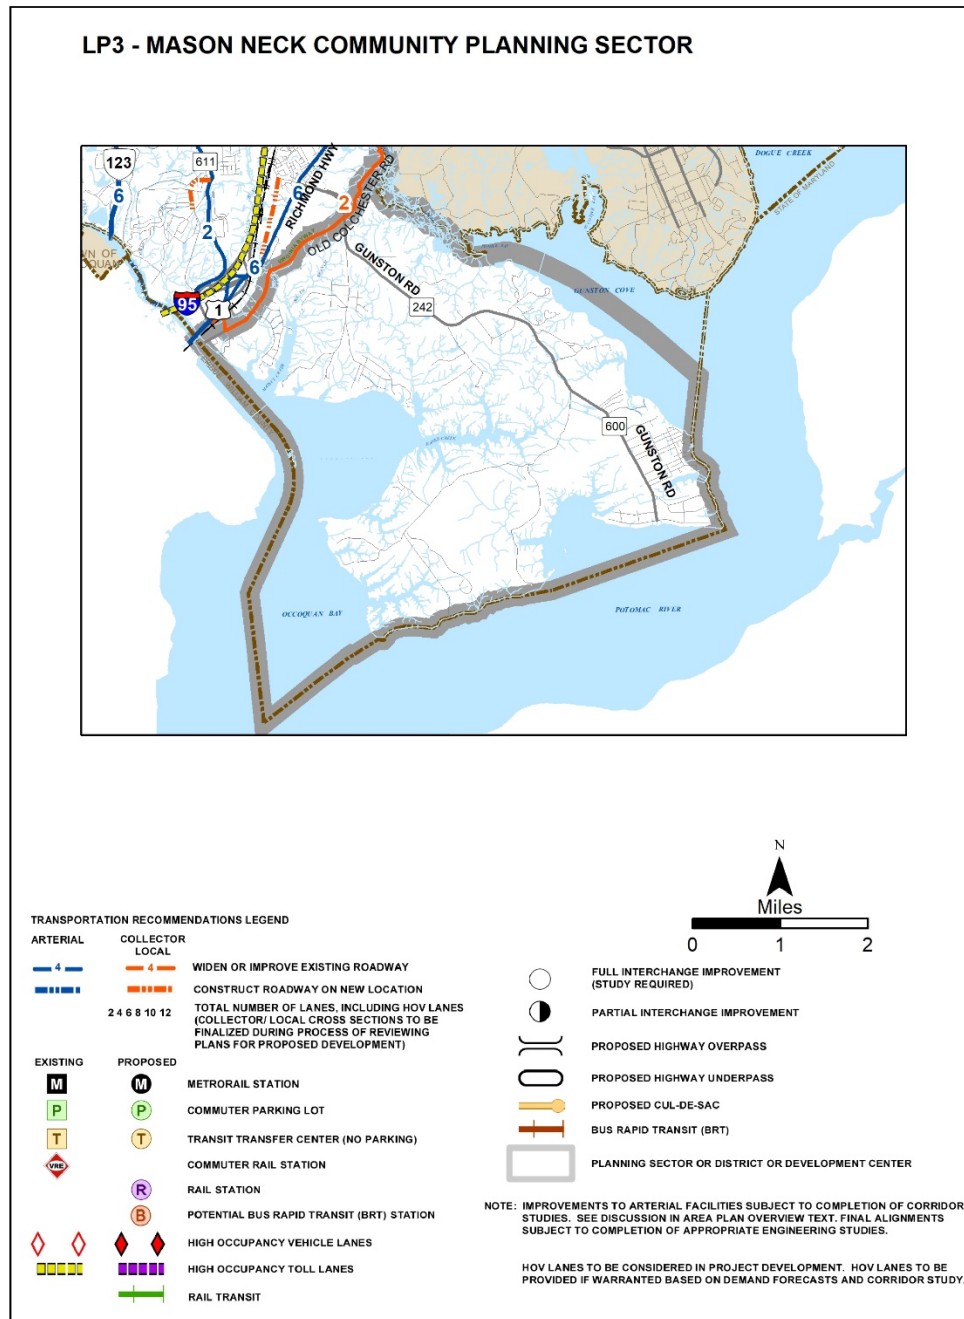 LP3 - MASON NECK COMMUNITY PLANNING SECTOR
123
6
611
2
RICHMOND HWY
6
6
2
OLD COLCHESTER RD
DOGUE CREEK
STATE OF MARYLAND
95
1
GUNSTON RD
242
GUNSTON COVE
600
GUNSTON RD
OCCOQUAN BAY
POTOMAC RIVER
N
Miles
0 1 2
TRANSPORTATION RECOMMENDATIONS LEGEND
ARTERIAL
COLLECTOR
LOCAL
4 4 WIDEN OR IMPROVE EXISTING ROADWAY
CONSTRUCT ROADWAY ON NEW LOCATION
2 4 6 8 10 12 TOTAL NUMBER OF LANES, INCLUDING HOV LANES
(COLLECTOR/ LOCAL CROSS SECTIONS TO BE
FINALIZED DURING PROCESS OF REVIEWING
PLANS FOR PROPOSED DEVELOPMENT)
EXISTING PROPOSED
M M METRORAIL STATION
P P COMMUTER PARKING LOT
T T TRANSIT TRANSFER CENTER (NO PARKING)
VRE COMMUTER RAIL STATION
R RAIL STATION
B POTENTIAL BUS RAPID TRANSIT (BRT) STATION
HIGH OCCUPANCY VEHICLE LANES
HIGH OCCUPANCY TOLL LANES
RAIL TRANSIT
FULL INTERCHANGE IMPROVEMENT
(STUDY REQUIRED)
PARTIAL INTERCHANGE IMPROVEMENT
PROPOSED HIGHWAY OVERPASS
PROPOSED HIGHWAY UNDERPASS
PROPOSED CUL-DE-SAC
BUS RAPID TRANSIT (BRT)
PLANNING SECTOR OR DISTRICT OR DEVELOPMENT CENTER
NOTE: IMPROVEMENTS TO ARTERIAL FACILITIES SUBJECT TO COMPLETION OF CORRIDOR
STUDIES. SEE DISCUSSION IN AREA PLAN OVERVIEW TEXT. FINAL ALIGNMENTS
SUBJECT TO COMPLETION OF APPROPRIATE ENGINEERING STUDIES.
HOV LANES TO BE CONSIDERED IN PROJECT DEVELOPMENT. HOV LANES TO BE
PROVIDED IF WARRANTED BASED ON DEMAND FORECASTS AND CORRIDOR STUDY.